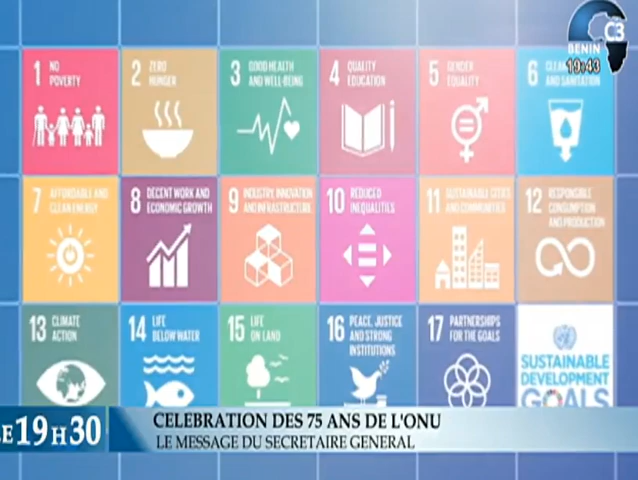 C3
BENIN
19:43
1 NO
POVERTY
2 ZERO
HUNGER
3 GOOD HEALTH
AND WELL-BEING
4 QUALITY
EDUCATION
5 GENDER
EQUALITY
6 CLEAN
AND SANITATION
7 AFFORDABLE AND
CLEAN ENERGY
8 DECENT WORK AND
ECONOMIC GROWTH
9 INDUSTRY, INNOVATION
AND INFRASTRUCTURE
10 REDUCED
INEQUALITIES
11 SUSTAINABLE CITIES
AND COMMUNITIES
12 RESPONSIBLE
CONSUMPTION
AND PRODUCTION
13 CLIMATE
ACTION
14 LIFE
BELOW WATER
15 LIFE
ON LAND
16 PEACE, JUSTICE
AND STRONG
INSTITUTIONS
17 PARTNERSHIPS
FOR THE GOALS
SUSTAINABLE
DEVELOPMENT
GOALS
LE 19H30
CELEBRATION DES 75 ANS DE L'ONU
LE MESSAGE DU SECRETAIRE GENERAL